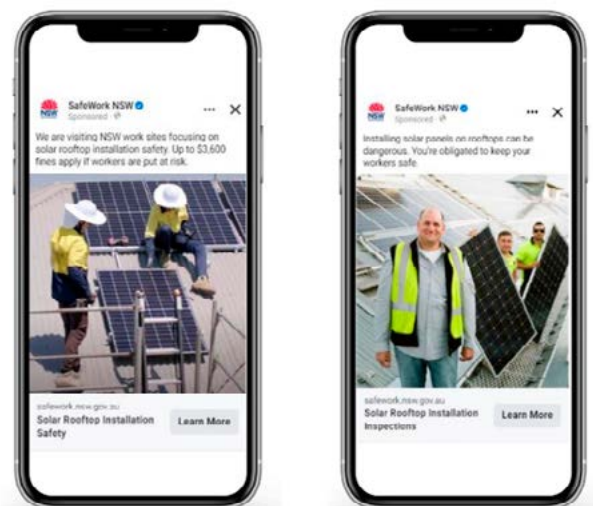 SafeWork NSW
Sponsored
We are visiting NSW work sites focusing on
solar rooftop installation safety. Up to $3,600
fines apply if workers are put at risk.
safework.nsw.gov.au
Solar Rooftop Installation
Safety
Learn More
SafeWork NSW
Sponsored
Installing solar panels on rooftops can be
dangerous. You're obligated to keep your
workers safe.
safework.nsw.gov.au
Solar Rooftop Installation
Inspections
Learn More